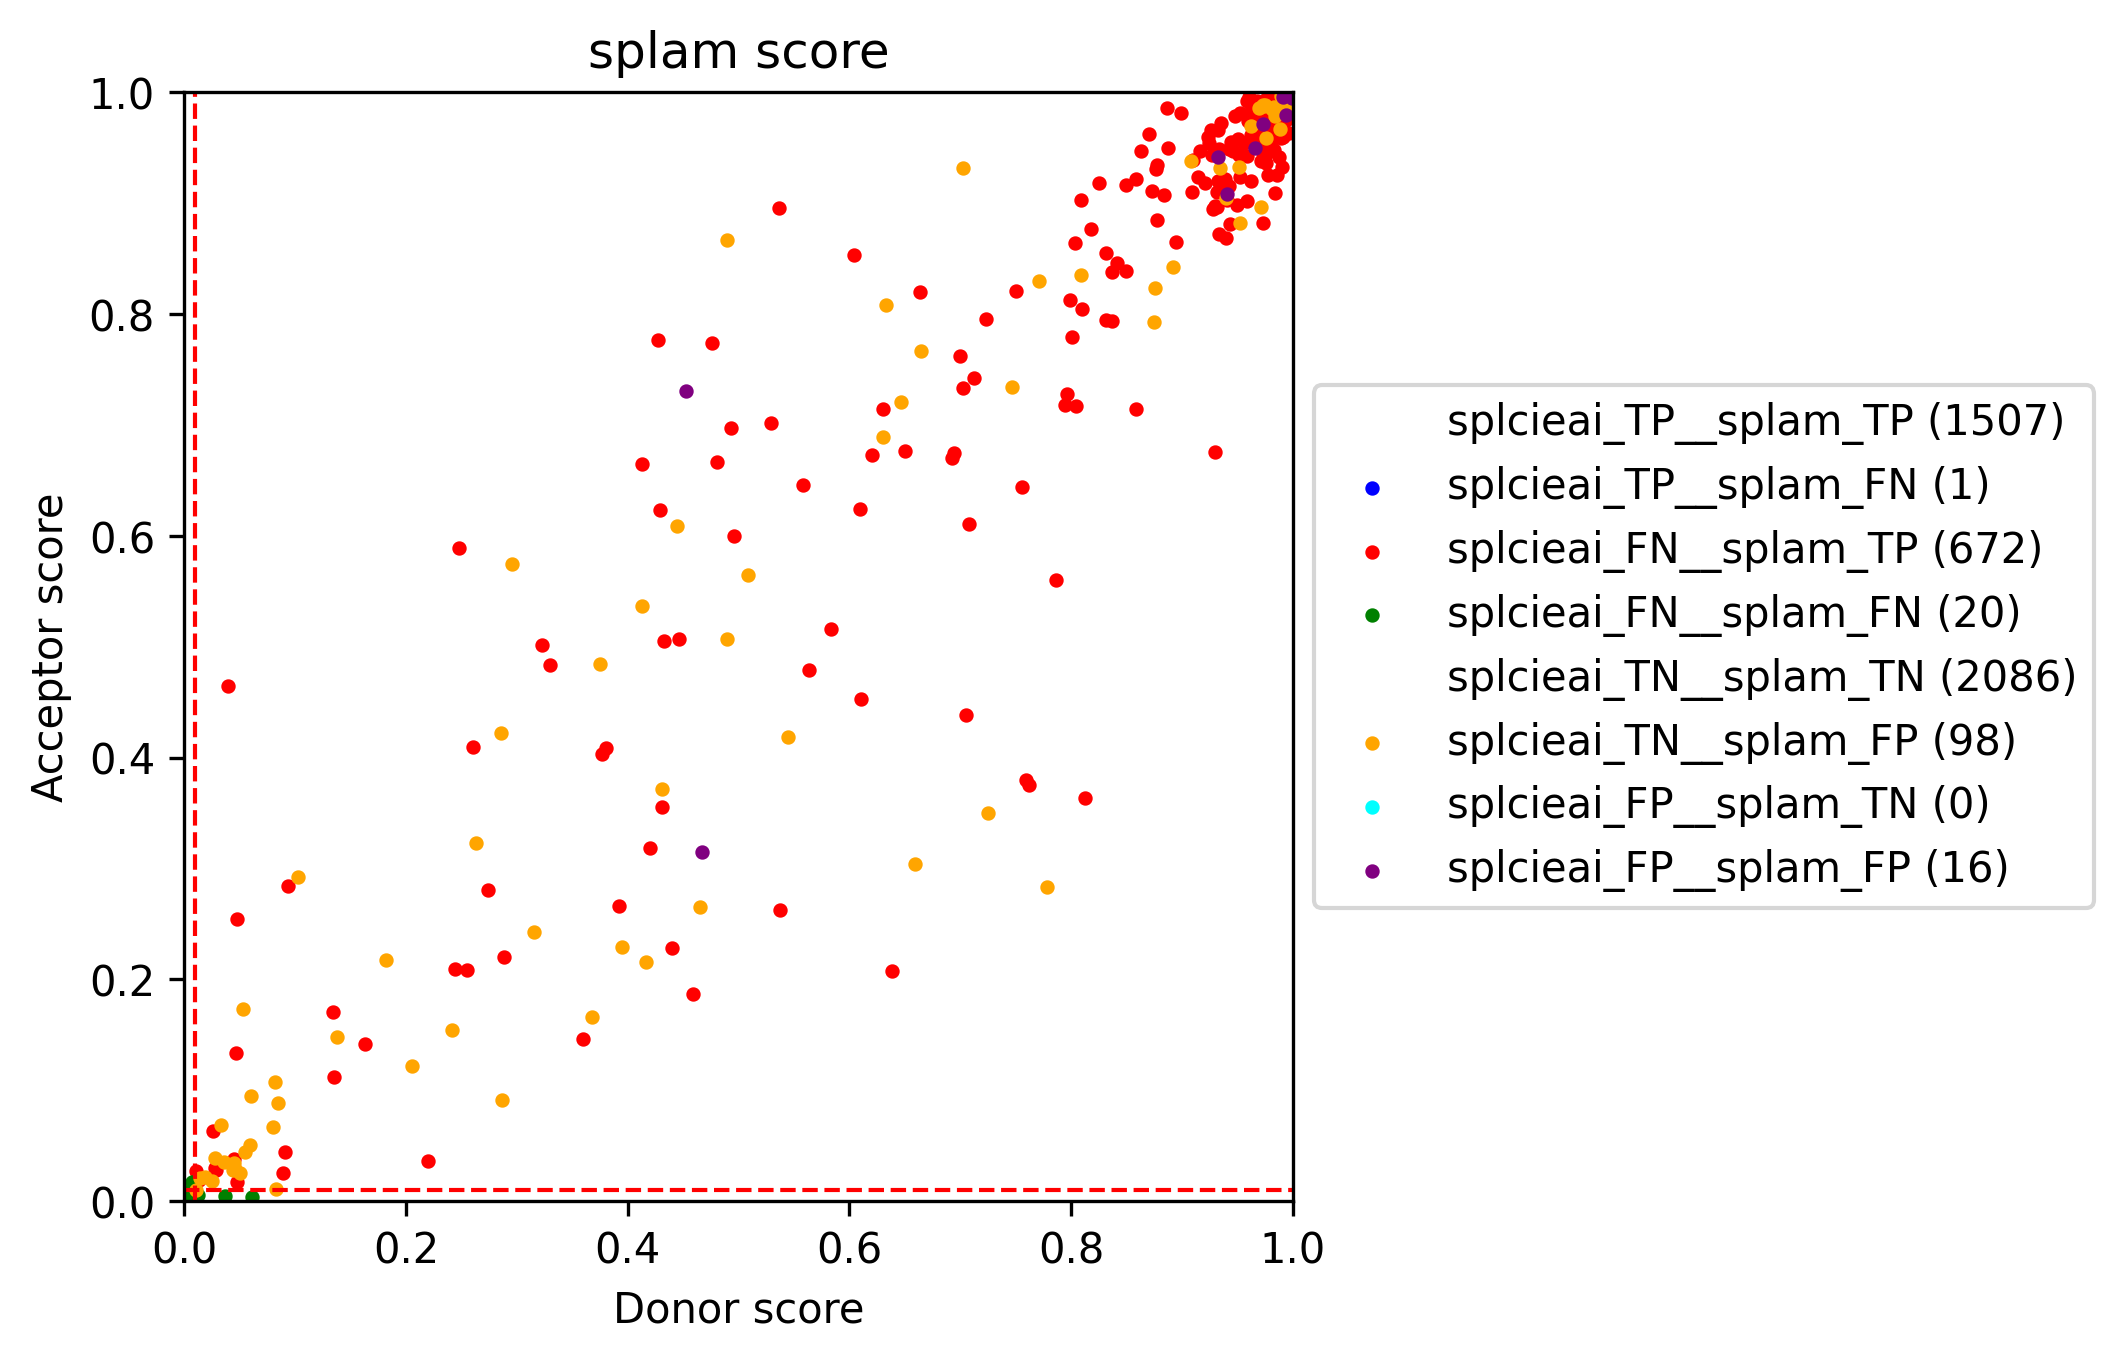 splam score
1.0
0.8
0.6
0.4
0.2
0.0
Acceptor score
0.0 0.2 0.4 0.6 0.8 1.0
Donor score
splcieai_TP__splam_TP (1507)
splcieai_TP__splam_FN (1)
splcieai_FN__splam_TP (672)
splcieai_FN__splam_FN (20)
splcieai_TN__splam_TN (2086)
splcieai_TN__splam_FP (98)
splcieai_FP__splam_TN (0)
splcieai_FP__splam_FP (16)